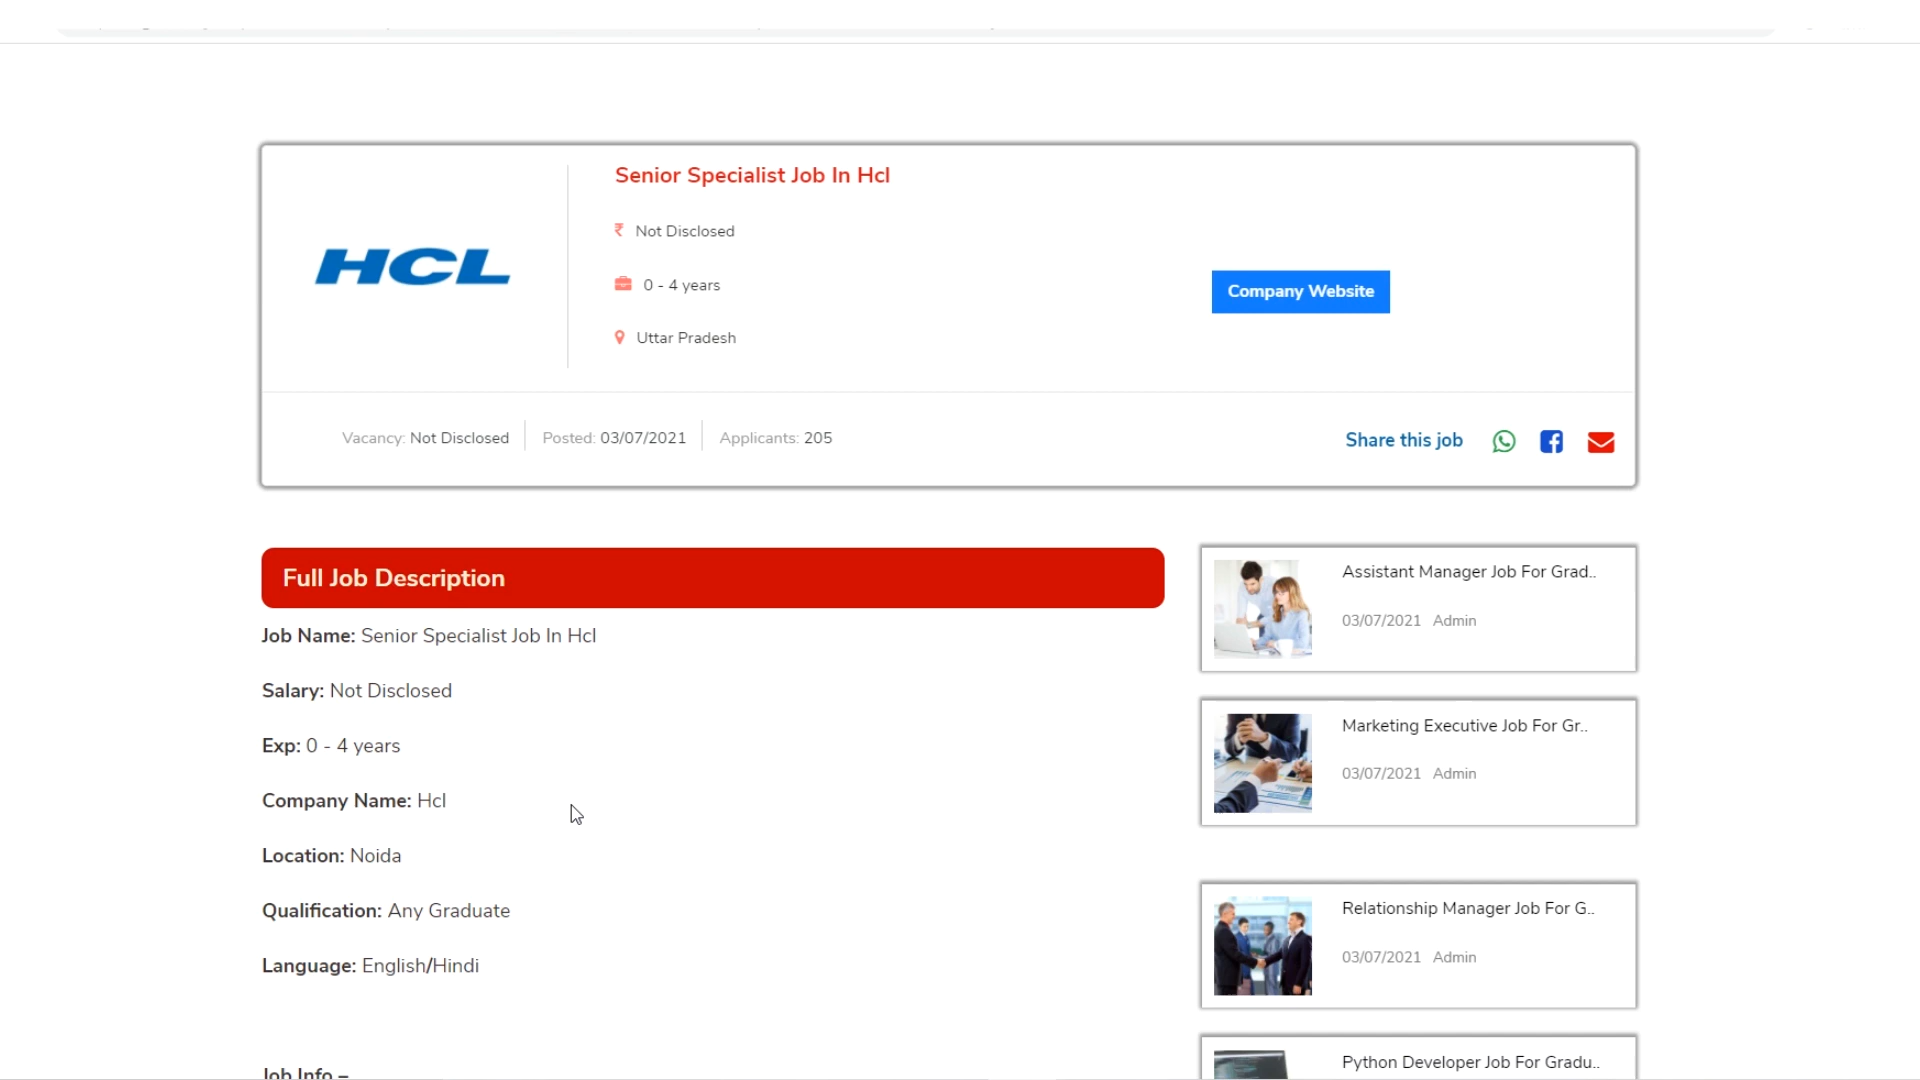 HCL
Senior Specialist Job In Hcl
Not Disclosed
0 - 4 years
Uttar Pradesh
Company Website
Vacancy: Not Disclosed
Posted: 03/07/2021
Applicants: 205
Share this job
Full Job Description
Job Name: Senior Specialist Job In Hcl
Salary: Not Disclosed
Exp: 0 - 4 years
Company Name: Hcl
Location: Noida
Qualification: Any Graduate
Language: English/Hindi
Job Info –
Assistant Manager Job For Grad..
03/07/2021 Admin
Marketing Executive Job For Gr..
03/07/2021 Admin
Relationship Manager Job For G..
03/07/2021 Admin
Python Developer Job For Gradu..